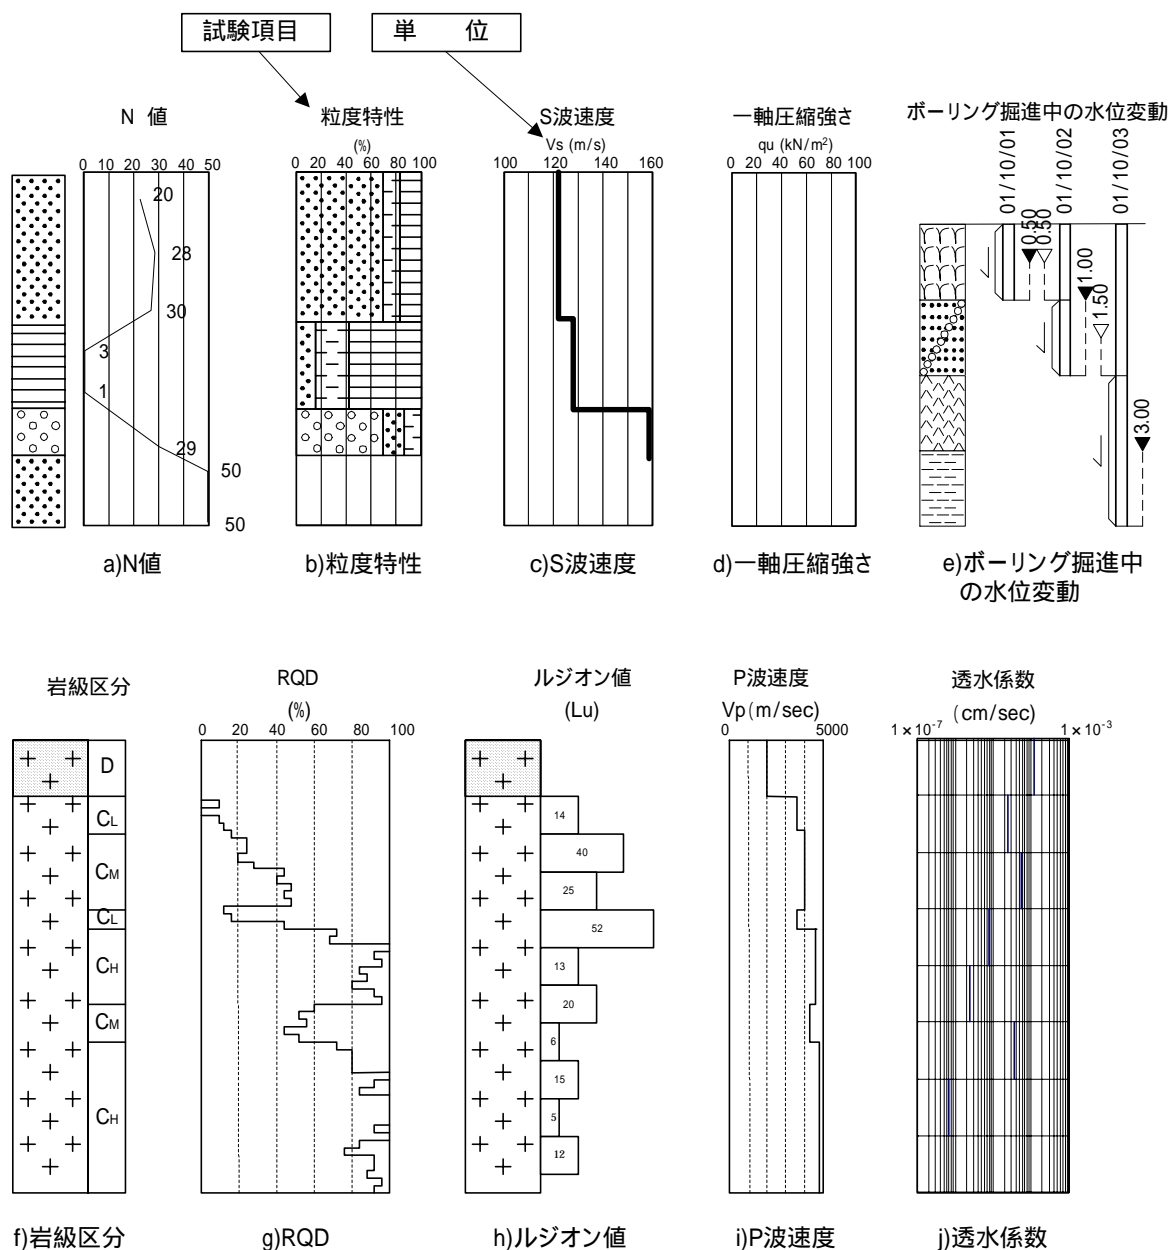 試験項目
単 位
N 値
0 10 20 30 40 50
20
28
30
3
1
29
50
50
a)N値
粒度特性
(%)
0 20 40 60 80 100
b)粒度特性
S波速度
Vs (m/s)
100 120 140 160
c)S波速度
一軸圧縮強さ
qu (kN/m²)
0 20 40 60 80 100
d)一軸圧縮強さ
ボーリング掘進中の水位変動
01/10/01
01/10/02
01/10/03
0.50
0.50
1.00
1.50
3.00
e)ボーリング掘進中
の水位変動
岩級区分
D
CL
CM
CL
CH
CM
CH
f)岩級区分
RQD
(%)
0 20 40 60 80 100
g)RQD
ルジオン値
(Lu)
14
40
25
52
13
20
6
15
5
12
h)ルジオン値
P波速度
Vp(m/sec)
0 5000
i)P波速度
透水係数
(cm/sec)
1×10⁻⁷ 1×10⁻³
j)透水係数